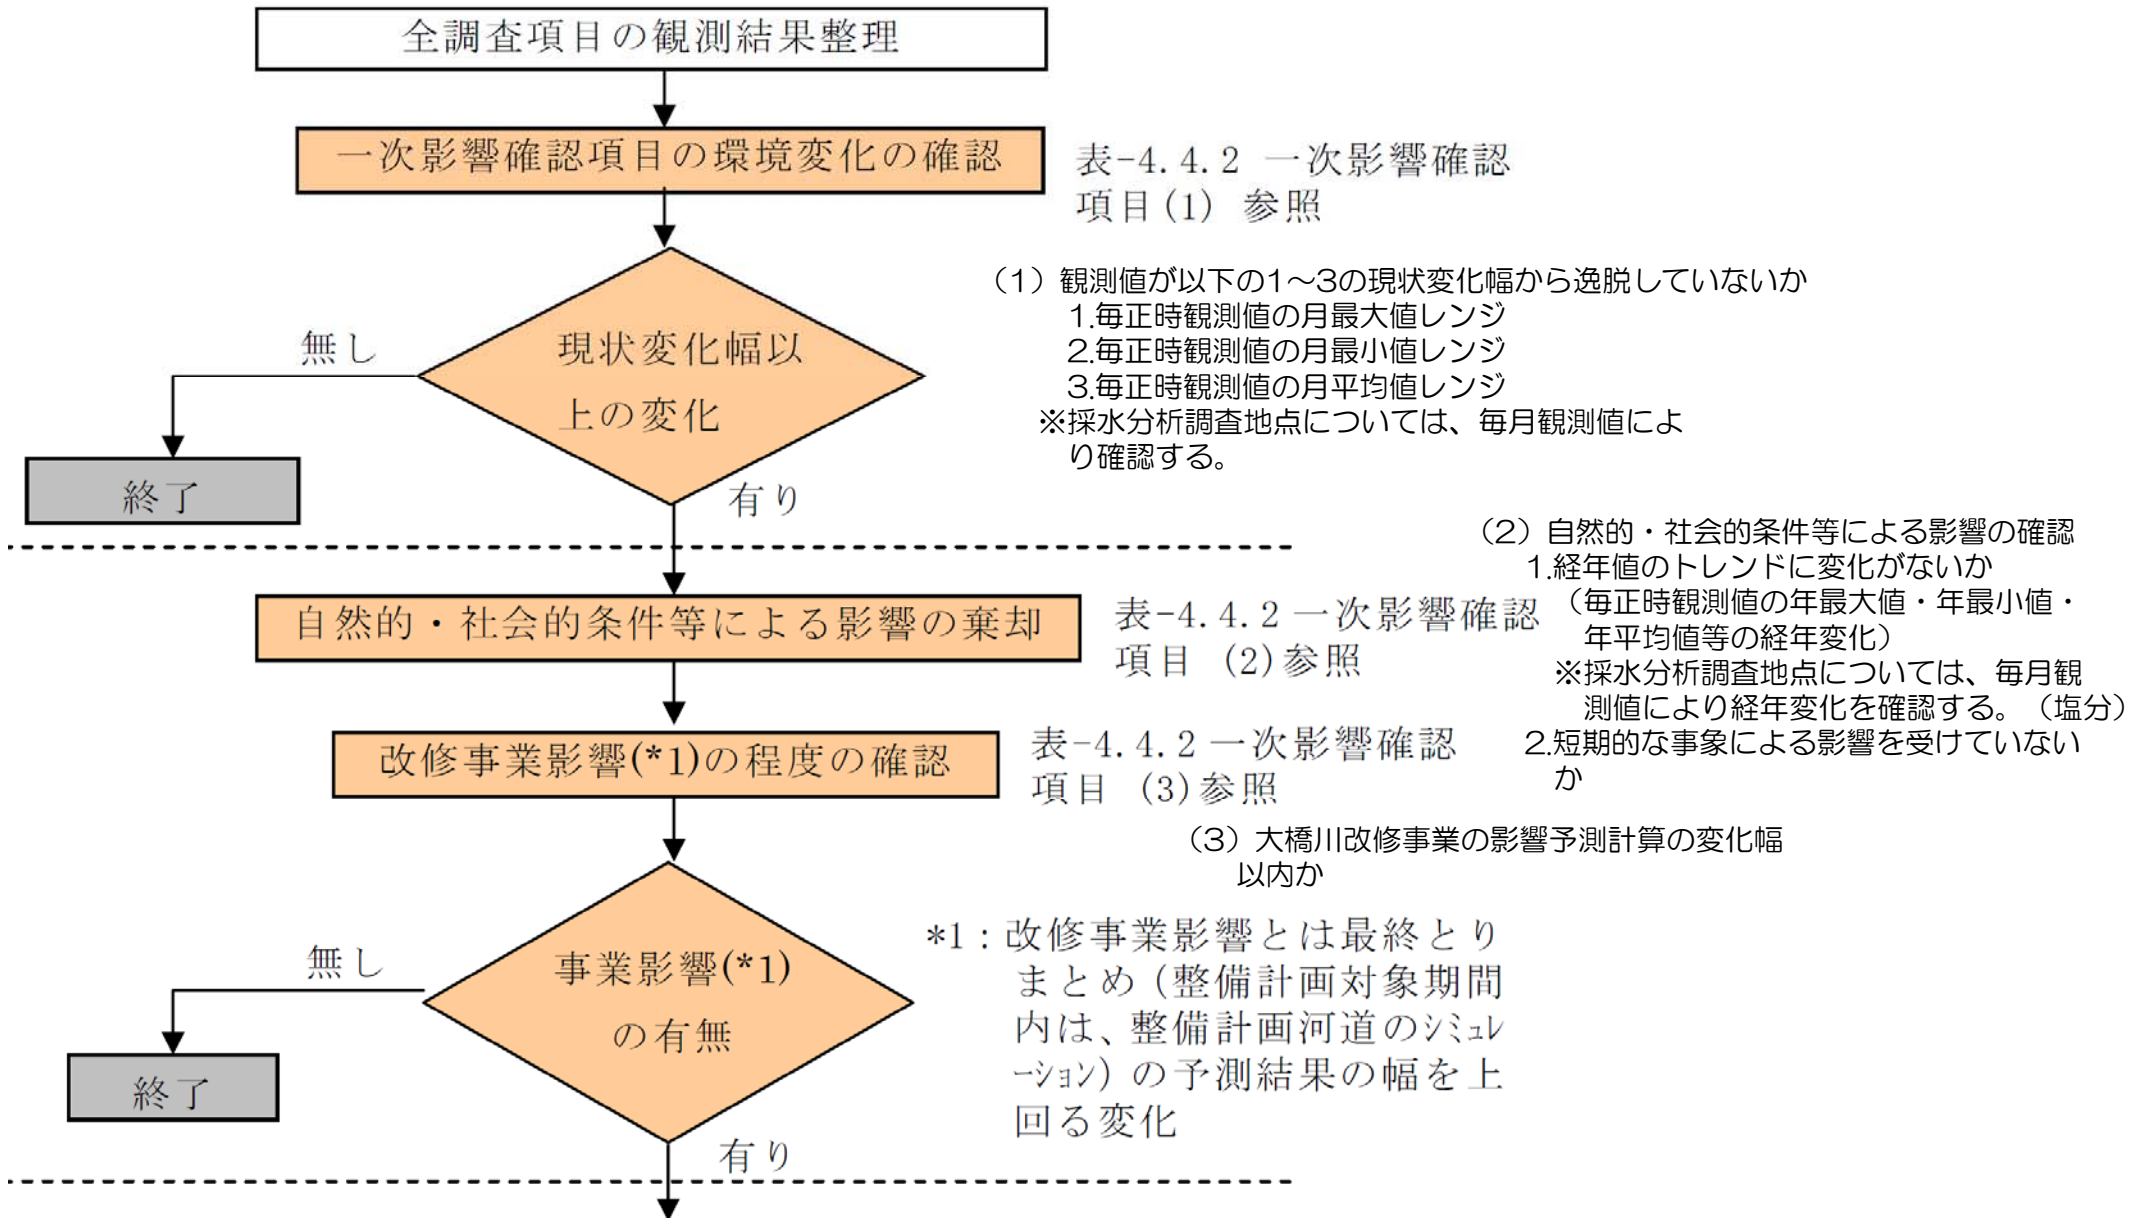 全調査項目の観測結果整理
一次影響確認項目の環境変化の確認
表-4.4.2 一次影響確認
項目(1) 参照
(1）観測値が以下の1～3の現状変化幅から逸脱していないか
1.毎正時観測値の月最大値レンジ
2.毎正時観測値の月最小値レンジ
3.毎正時観測値の月平均値レンジ
※採水分析調査地点については、毎月観測値によ
り確認する。
現状変化幅以
上の変化
無し
終了
有り
(2）自然的・社会的条件等による影響の確認
1.経年値のトレンドに変化がないか
（毎正時観測値の年最大値・年最小値・
年平均値等の経年変化）
※採水分析調査地点については、毎月観
測値により経年変化を確認する。（塩分）
2.短期的な事象による影響を受けていない
か
自然的・社会的条件等による影響の棄却
表-4.4.2 一次影響確認
項目 (2)参照
改修事業影響(*1)の程度の確認
表-4.4.2 一次影響確認
項目 (3)参照
(3）大橋川改修事業の影響予測計算の変化幅
以内か
事業影響(*1)
の有無
無し
終了
有り
*1：改修事業影響とは最終とり
まとめ（整備計画対象期間
内は、整備計画河道のｼﾐｭﾚ
ｰｼｮﾝ）の予測結果の幅を上
回る変化